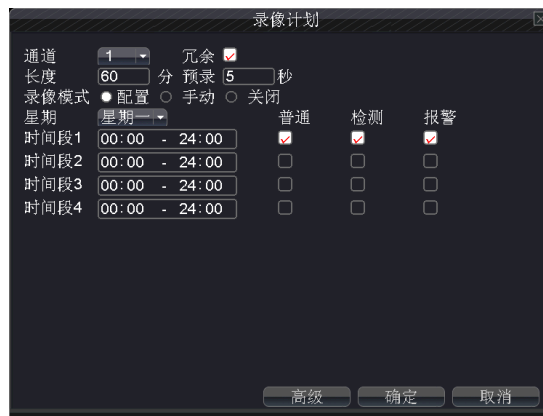 录像计划
通道 1 冗余
长度 60 分 预录 5 秒
录像模式 配置 手动 关闭
星期 星期一 普通 检测 报警
时间段1 00:00 - 24:00
时间段2 00:00 - 24:00
时间段3 00:00 - 24:00
时间段4 00:00 - 24:00
高级 确定 取消